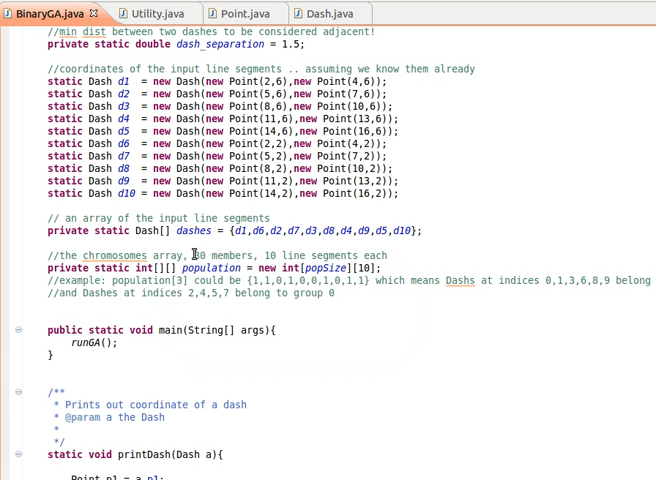 BinaryGA.java Utility.java Point.java Dash.java
//min dist between two dashes to be considered adjacent!
private static double dash_separation = 1.5;
//coordinates of the input line segments .. assuming we know them already
static Dash d1  = new Dash(new Point(2,6),new Point(4,6));
static Dash d2  = new Dash(new Point(5,6),new Point(7,6));
static Dash d3  = new Dash(new Point(8,6),new Point(10,6));
static Dash d4  = new Dash(new Point(11,6),new Point(13,6));
static Dash d5  = new Dash(new Point(14,6),new Point(16,6));
static Dash d6  = new Dash(new Point(2,2),new Point(4,2));
static Dash d7  = new Dash(new Point(5,2),new Point(7,2));
static Dash d8  = new Dash(new Point(8,2),new Point(10,2));
static Dash d9  = new Dash(new Point(11,2),new Point(13,2));
static Dash d10 = new Dash(new Point(14,2),new Point(16,2));
// an array of the input line segments
private static Dash[] dashes = {d1,d6,d2,d7,d3,d8,d4,d9,d5,d10};
//the chromosomes array, members, 10 line segments each
private static int[][] population = new int[popSize][10];
//example: population[3] could be {1,1,0,1,0,0,1,0,1,1} which means Dashs at indices 0,1,3,6,8,9 belong
//and Dashes at indices 2,4,5,7 belong to group 0
public static void main(String[] args){
runGA();
}
/**
* Prints out coordinate of a dash
* @param a the Dash
*
*/
static void printDash(Dash a){
Point p1 = a.p1;